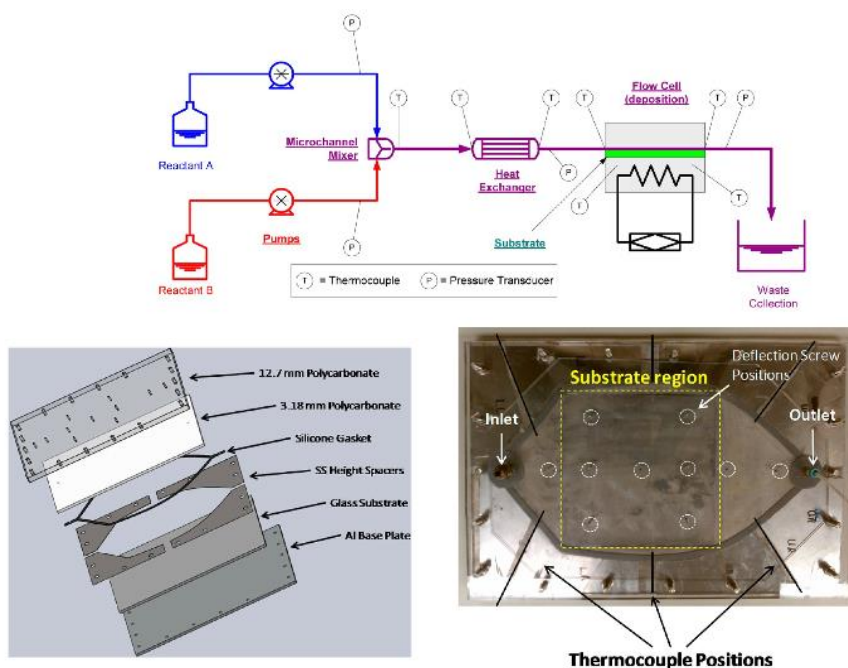 P
Reactant A
Microchannel
Mixer
T
T
T
Heat
Exchanger
P
Flow Cell
(deposition)
T
T
P
T
T
Substrate
Pumps
P
Reactant B
T = Thermocouple P = Pressure Transducer
Waste
Collection
12.7 mm Polycarbonate
3.18 mm Polycarbonate
Silicone Gasket
SS Height Spacers
Glass Substrate
Al Base Plate
Deflection Screw
Positions
Substrate region
Inlet
Outlet
Thermocouple Positions